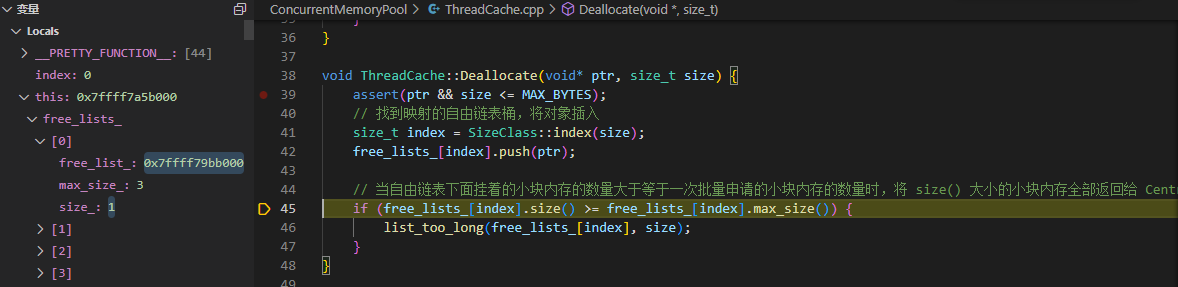 变量
Locals
__PRETTY_FUNCTION__: [44]
index: 0
this: 0x7ffff7a5b000
free_lists_
[0]
free_list_: 0x7ffff79bb000
max_size_: 3
size_: 1
[1]
[2]
[3]
ConcurrentMemoryPool > ThreadCache.cpp > Deallocate(void *, size_t)
35 }
36 }
37
38 void ThreadCache::Deallocate(void* ptr, size_t size) {
39 assert(ptr && size <= MAX_BYTES);
40 // 找到映射的自由链表桶，将对象插入
41 size_t index = SizeClass::index(size);
42 free_lists_[index].push(ptr);
43
44 // 当自由链表下面挂着的小块内存的数量大于等于一次批量申请的小块内存的数量时，将 size() 大小的小块内存全部返回给 Cent
45 if (free_lists_[index].size() >= free_lists_[index].max_size()) {
46 list_too_long(free_lists_[index], size);
47 }
48 }
49